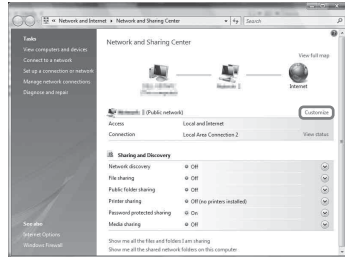 Network and Internet ▸ Network and Sharing Center
Search
Tasks
View computers and devices
Connect to a network
Set up a connection or network
Manage network connections
Diagnose and repair
See also
Internet Options
Windows Firewall
Network and Sharing Center
View full map
Internet
(Public network)
Customize
Access Local and Internet
Connection Local Area Connection 2 View status
Sharing and Discovery
Network discovery Off
File sharing Off
Public folder sharing Off
Printer sharing Off (no printers installed)
Password protected sharing On
Media sharing Off
Show me all the files and folders I am sharing
Show me all the shared network folders on this computer